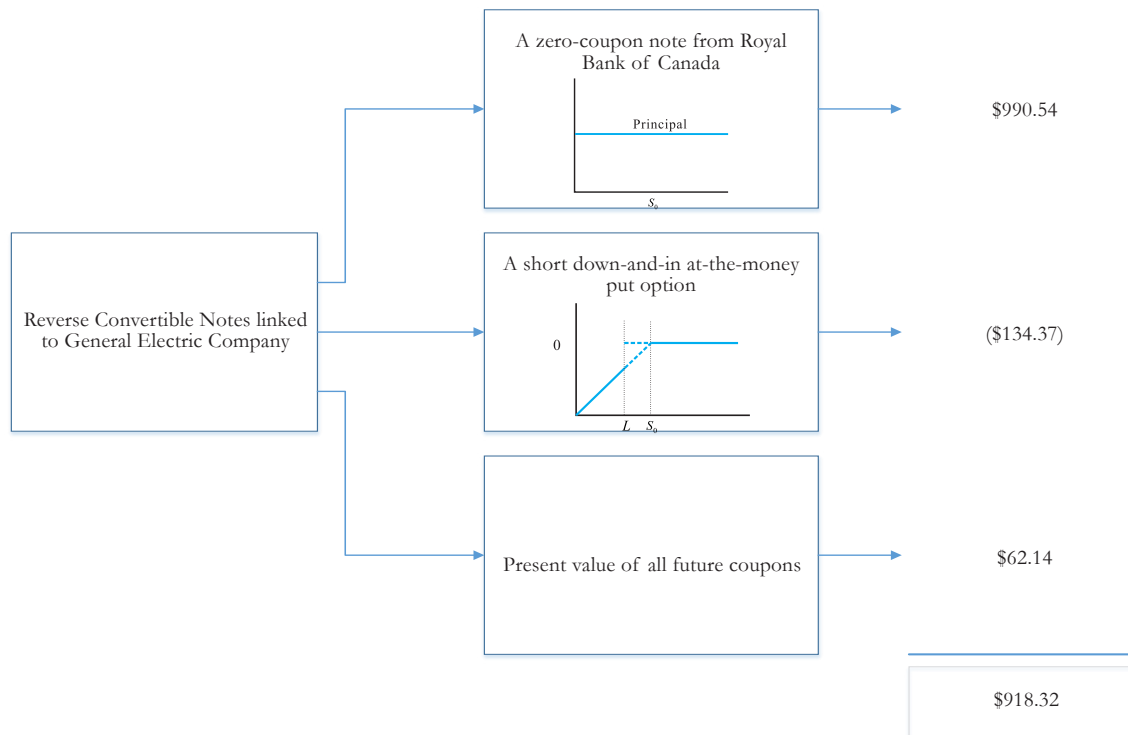 A zero-coupon note from Royal
Bank of Canada
Principal
S₀
$990.54
Reverse Convertible Notes linked
to General Electric Company
A short down-and-in at-the-money
put option
0
L S₀
($134.37)
Present value of all future coupons
$62.14
$918.32